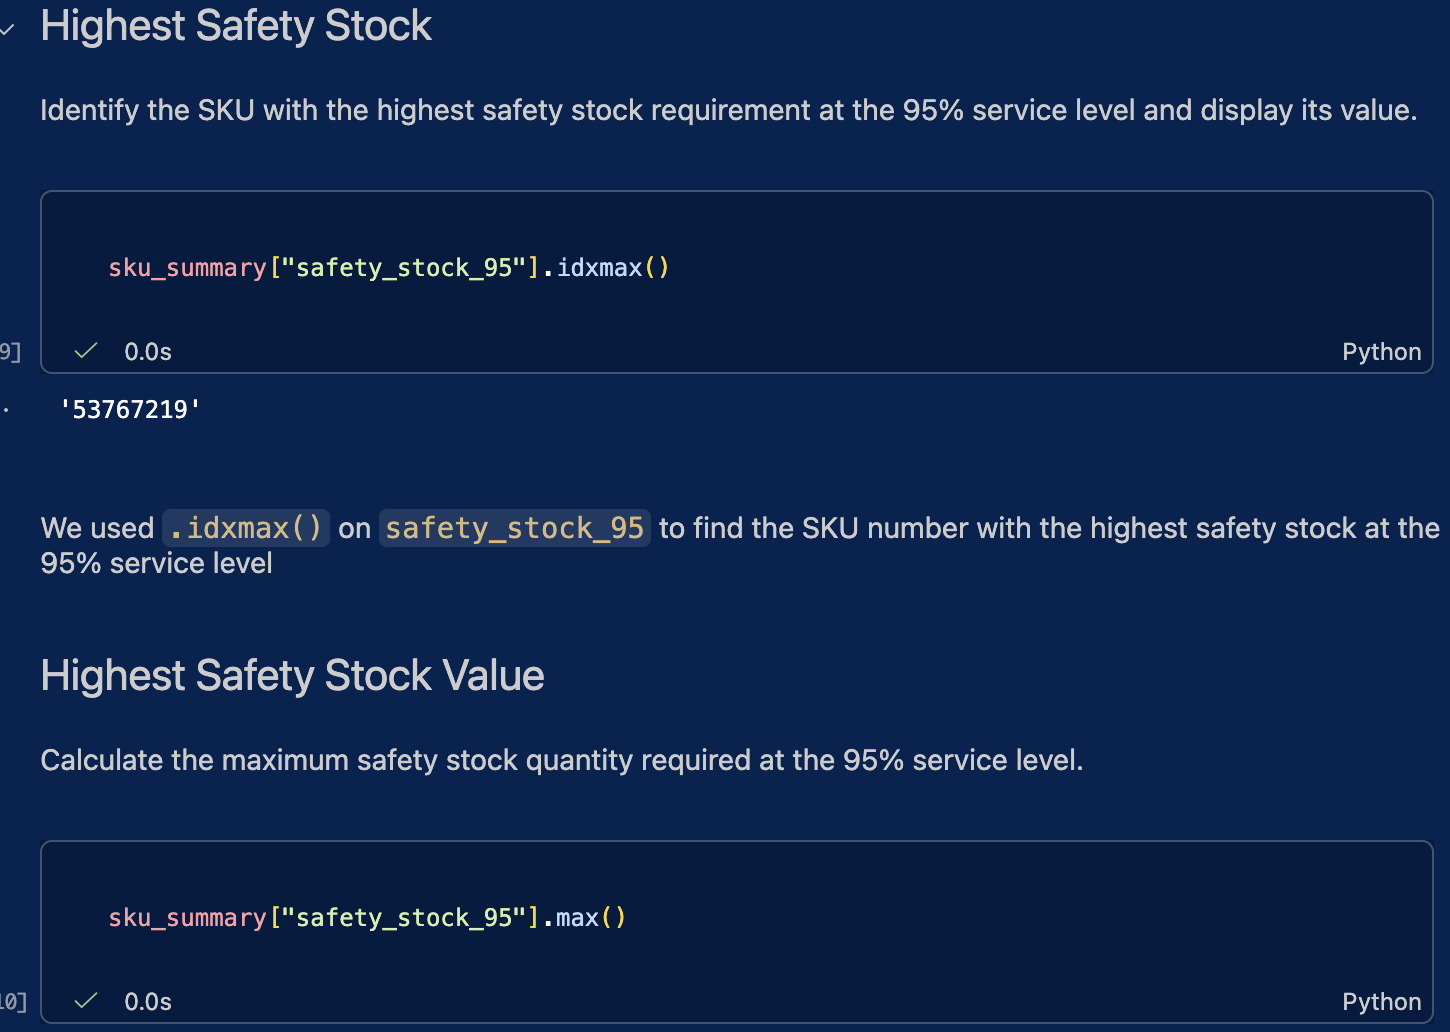 Highest Safety Stock
Identify the SKU with the highest safety stock requirement at the 95% service level and display its value.
sku_summary["safety_stock_95"].idxmax()
9]
0.0s
Python
'53767219'
We used .idxmax() on safety_stock_95 to find the SKU number with the highest safety stock at the
95% service level
Highest Safety Stock Value
Calculate the maximum safety stock quantity required at the 95% service level.
sku_summary["safety_stock_95"].max()
10]
0.0s
Python